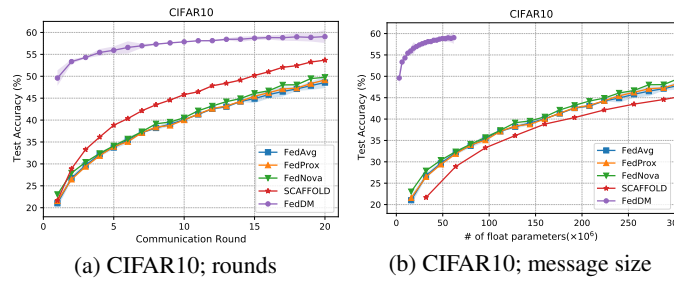 CIFAR10
Test Accuracy (%)
60
55
50
45
40
35
30
25
20
FedAvg
FedProx
FedNova
SCAFFOLD
FedDM
0
5
10
15
20
Communication Round
(a) CIFAR10; rounds
CIFAR10
Test Accuracy (%)
60
55
50
45
40
35
30
25
20
FedAvg
FedProx
FedNova
SCAFFOLD
FedDM
0
50
100
150
200
250
300
# of float parameters(×10⁶)
(b) CIFAR10; message size